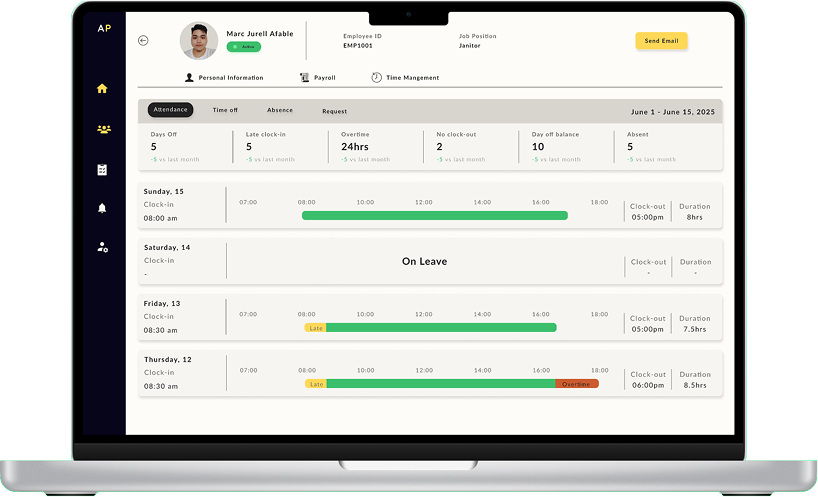 AP
Marc Jurell Afable
Active
Employee ID
EMP1001
Job Position
Janitor
Send Email
Personal Information
Payroll
Time Mangement
Attendance
Time off
Absence
Request
June 1 - June 15, 2025
Days Off
5
-5 vs last month
Late clock-in
5
-5 vs last month
Overtime
24hrs
-5 vs last month
No clock-out
2
-5 vs last month
Day off balance
10
-5 vs last month
Absent
5
-5 vs last month
Sunday, 15
Clock-in
08:00 am
07:00 08:00 10:00 12:00 14:00 16:00 18:00
Clock-out
05:00pm
Duration
8hrs
Saturday, 14
Clock-in
-
On Leave
Clock-out
-
Duration
-
Friday, 13
Clock-in
08:30 am
07:00 08:00 10:00 12:00 14:00 16:00 18:00
Late
Clock-out
05:00pm
Duration
7.5hrs
Thursday, 12
Clock-in
08:30 am
07:00 08:00 10:00 12:00 14:00 16:00 18:00
Late
Overtime
Clock-out
06:00pm
Duration
8.5hrs